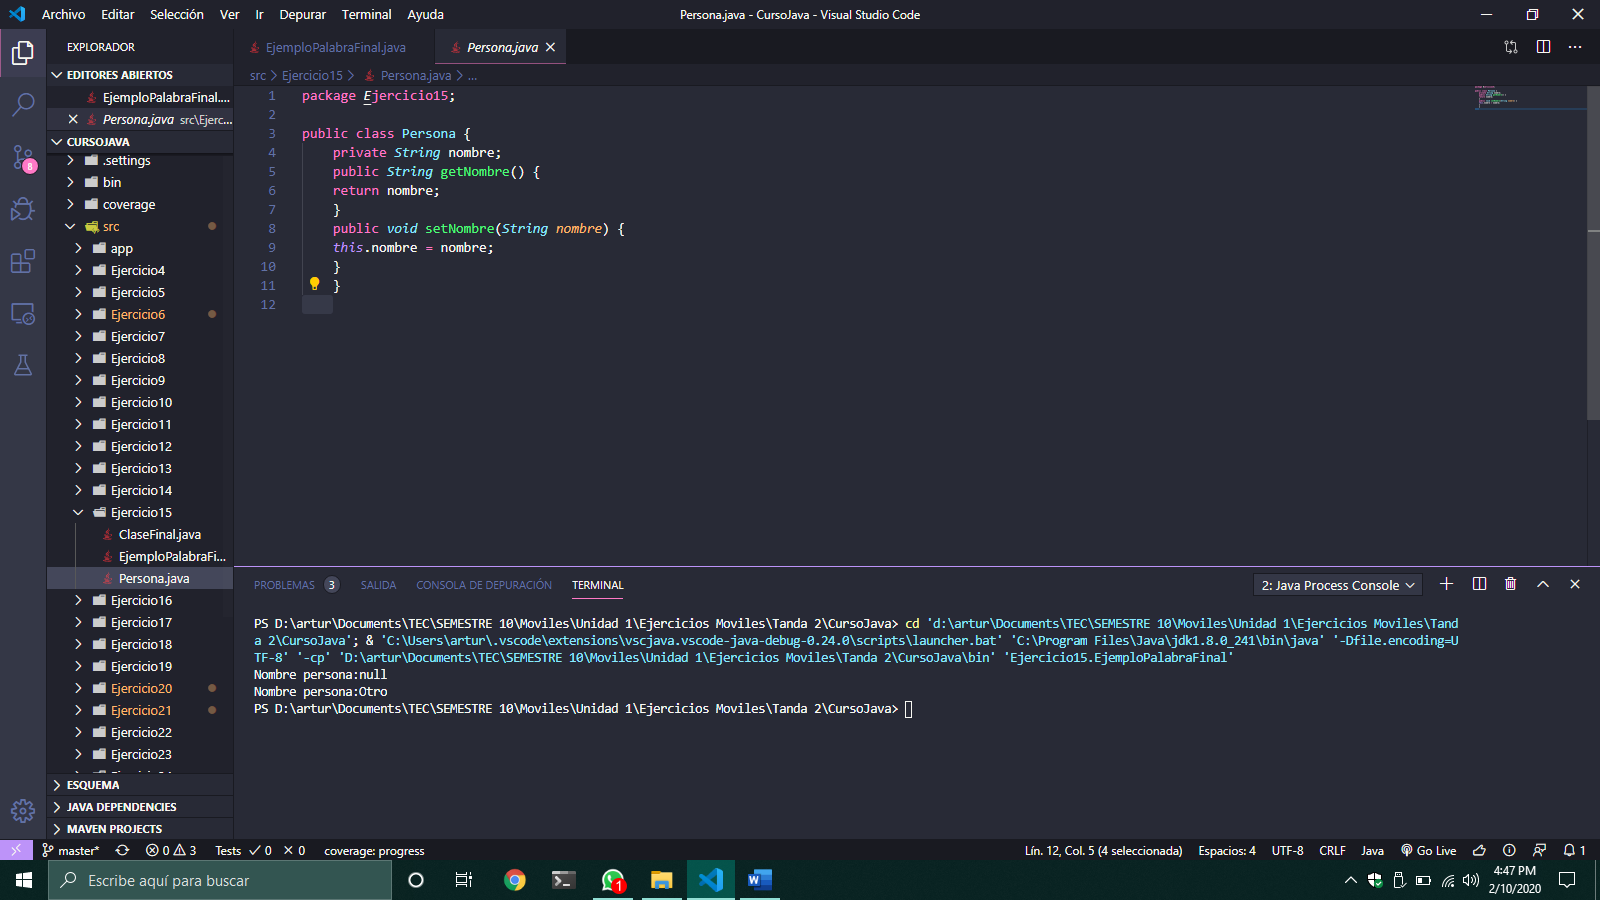 Archivo Editar Selección Ver Ir Depurar Terminal Ayuda
Persona.java - CursoJava - Visual Studio Code
EXPLORADOR
EDITORES ABIERTOS
EjemploPalabraFinal....
Persona.java src\Ejerc...
CURSOJAVA
.settings
bin
coverage
src
app
Ejercicio4
Ejercicio5
Ejercicio6
Ejercicio7
Ejercicio8
Ejercicio9
Ejercicio10
Ejercicio11
Ejercicio12
Ejercicio13
Ejercicio14
Ejercicio15
ClaseFinal.java
EjemploPalabraFi...
Persona.java
Ejercicio16
Ejercicio17
Ejercicio18
Ejercicio19
Ejercicio20
Ejercicio21
Ejercicio22
Ejercicio23
ESQUEMA
JAVA DEPENDENCIES
MAVEN PROJECTS
8
EjemploPalabraFinal.java
Persona.java
src > Ejercicio15 > Persona.java > ...
1 package Ejercicio15;
2
3 public class Persona {
4 private String nombre;
5 public String getNombre() {
6 return nombre;
7 }
8 public void setNombre(String nombre) {
9 this.nombre = nombre;
10 }
11 }
12
PROBLEMAS 3 SALIDA CONSOLA DE DEPURACIÓN TERMINAL
2: Java Process Console
PS D:\artur\Documents\TEC\SEMESTRE 10\Moviles\Unidad 1\Ejercicios Moviles\Tanda 2\CursoJava> cd 'd:\artur\Documents\TEC\SEMESTRE 10\Moviles\Unidad 1\Ejercicios Moviles\Tand
a 2\CursoJava'; & 'C:\Users\artur\.vscode\extensions\vscjava.vscode-java-debug-0.24.0\scripts\launcher.bat' 'C:\Program Files\Java\jdk1.8.0_241\bin\java' '-Dfile.encoding=U
TF-8' '-cp' 'D:\artur\Documents\TEC\SEMESTRE 10\Moviles\Unidad 1\Ejercicios Moviles\Tanda 2\CursoJava\bin' 'Ejercicio15.EjemploPalabraFinal'
Nombre persona:null
Nombre persona:Otro
PS D:\artur\Documents\TEC\SEMESTRE 10\Moviles\Unidad 1\Ejercicios Moviles\Tanda 2\CursoJava>
master* 0 3 Tests 0 0 coverage: progress
Lín. 12, Col. 5 (4 seleccionada) Espacios: 4 UTF-8 CRLF Java Go Live 1
Escribe aquí para buscar
1
4:47 PM
2/10/2020